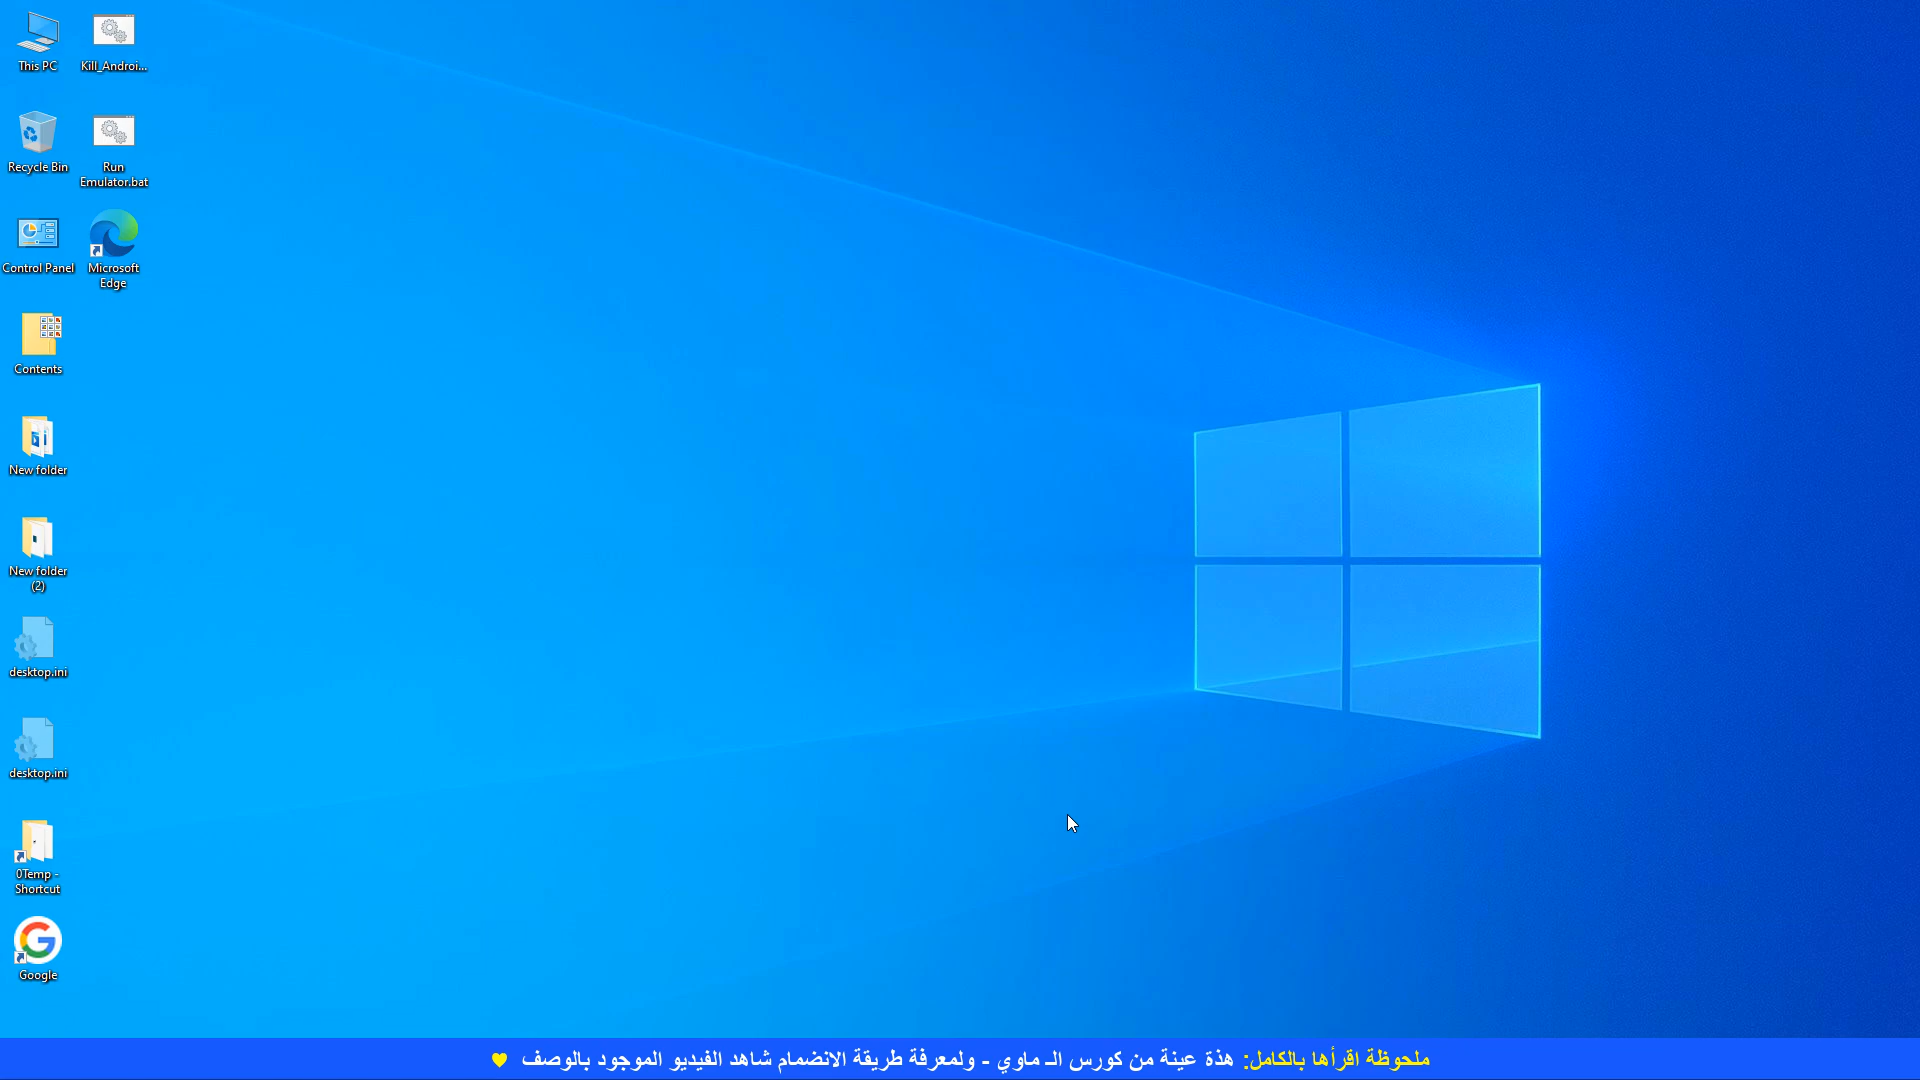 This PC
Kill_Androi...
Recycle Bin
Run
Emulator.bat
Control Panel
Microsoft
Edge
Contents
New folder
New folder
(2)
desktop.ini
desktop.ini
0Temp -
Shortcut
Google
ملحوظة اقرأها بالكامل: هذة عينة من كورس الـ ماوي - ولمعرفة طريقة الانضمام شاهد الفيديو الموجود بالوصف 💛